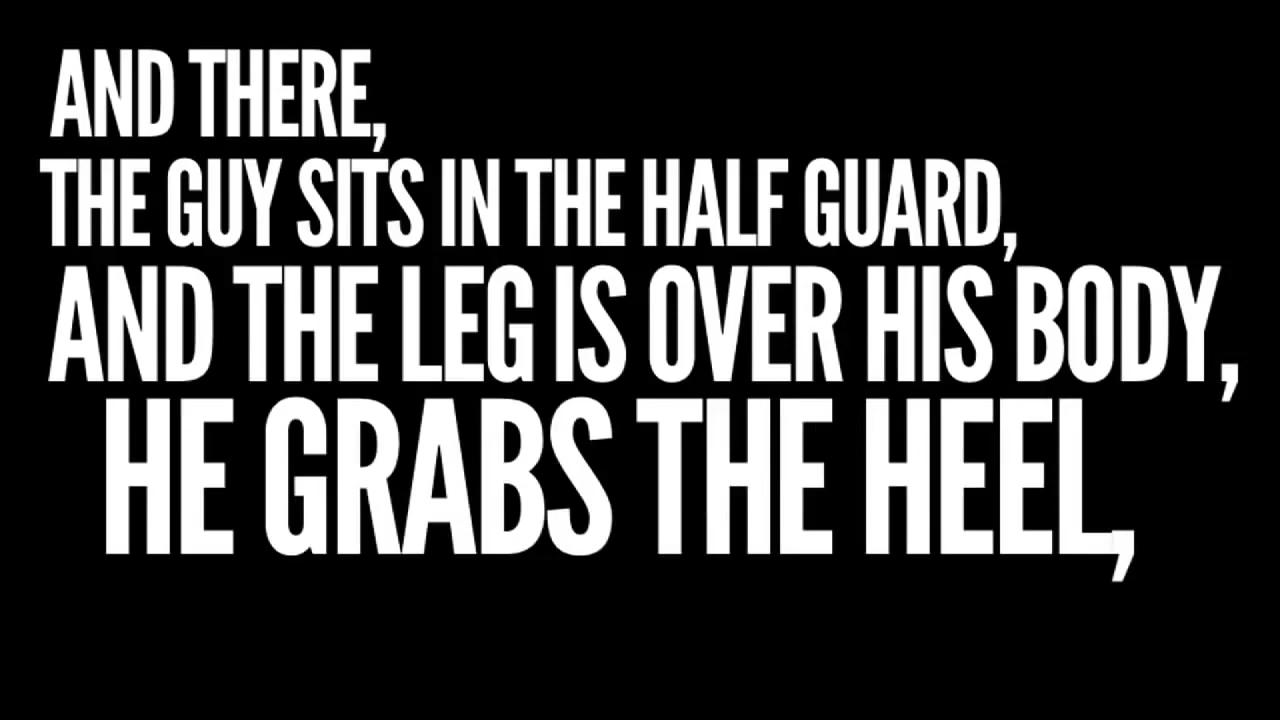 AND THERE,
THE GUY SITS IN THE HALF GUARD,
AND THE LEG IS OVER HIS BODY,
HE GRABS THE HEEL,